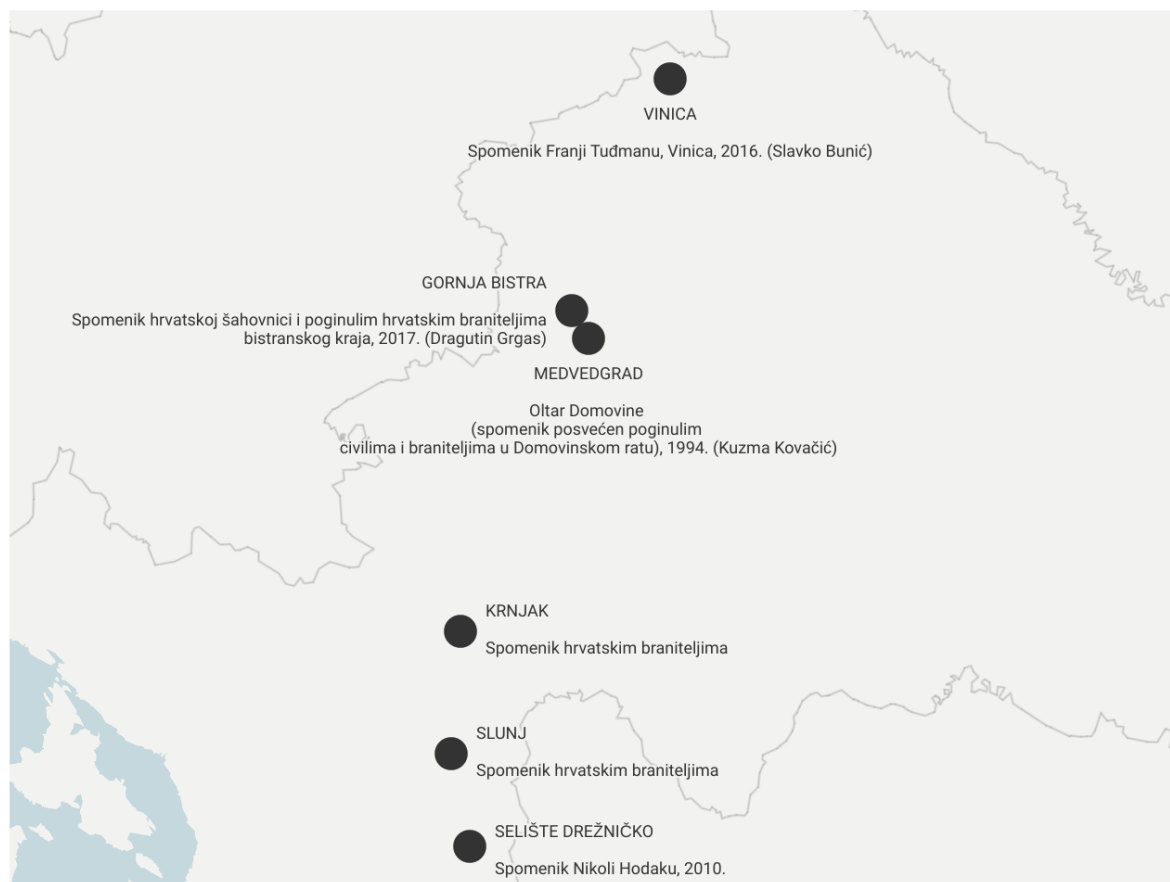 VINICA
Spomenik Franji Tuđmanu, Vinica, 2016. (Slavko Bunić)
GORNJA BISTRA
Spomenik hrvatskoj šahovnici i poginulim hrvatskim braniteljima
bistranskog kraja, 2017. (Dragutin Grgas)
MEDVEDGRAD
Oltar Domovine
(spomenik posvećen poginulim
civilima i braniteljima u Domovinskom ratu), 1994. (Kuzma Kovačić)
KRNJAK
Spomenik hrvatskim braniteljima
SLUNJ
Spomenik hrvatskim braniteljima
SELIŠTE DREŽNIČKO
Spomenik Nikoli Hodaku, 2010.